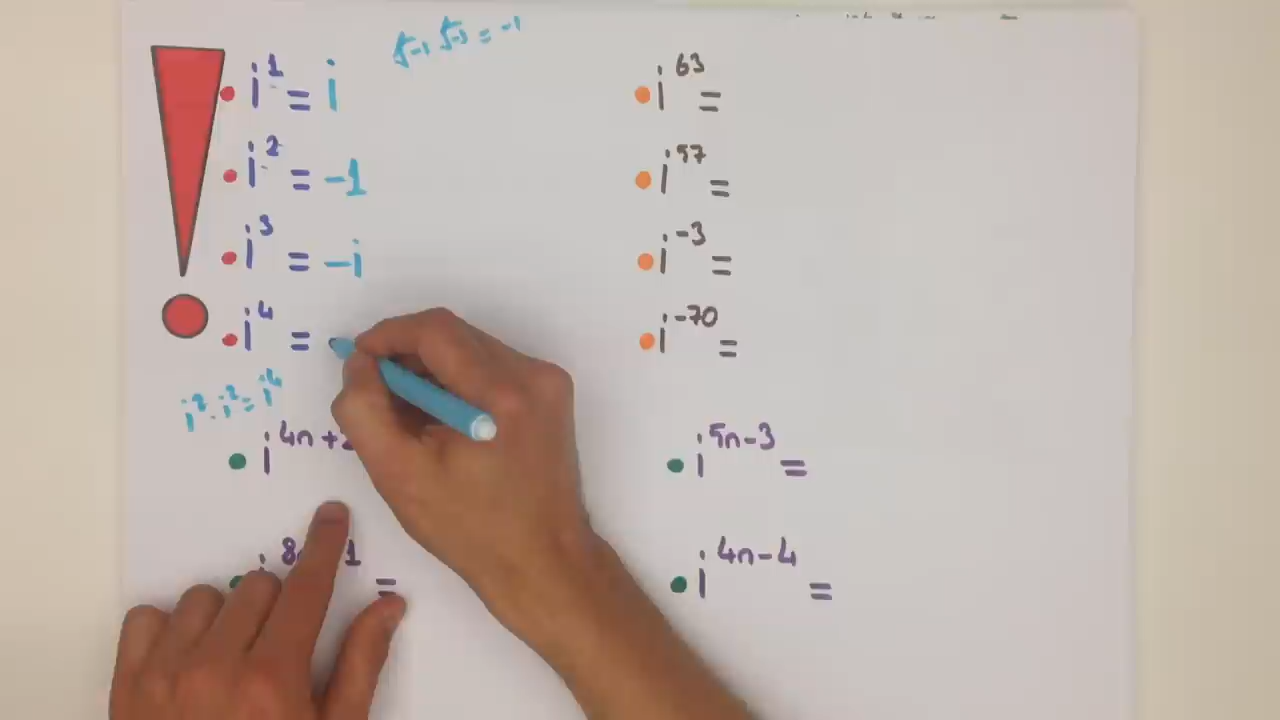 √-1 √-1 = -1
i¹ = i
i² = -1
i³ = -i
i⁴ =
i² · i² = i⁴
i⁶³ =
i⁵⁷ =
i⁻³ =
i⁻⁷⁰ =
i⁴ⁿ⁺
i⁵ⁿ⁻³ =
=
i⁴ⁿ⁻⁴ =